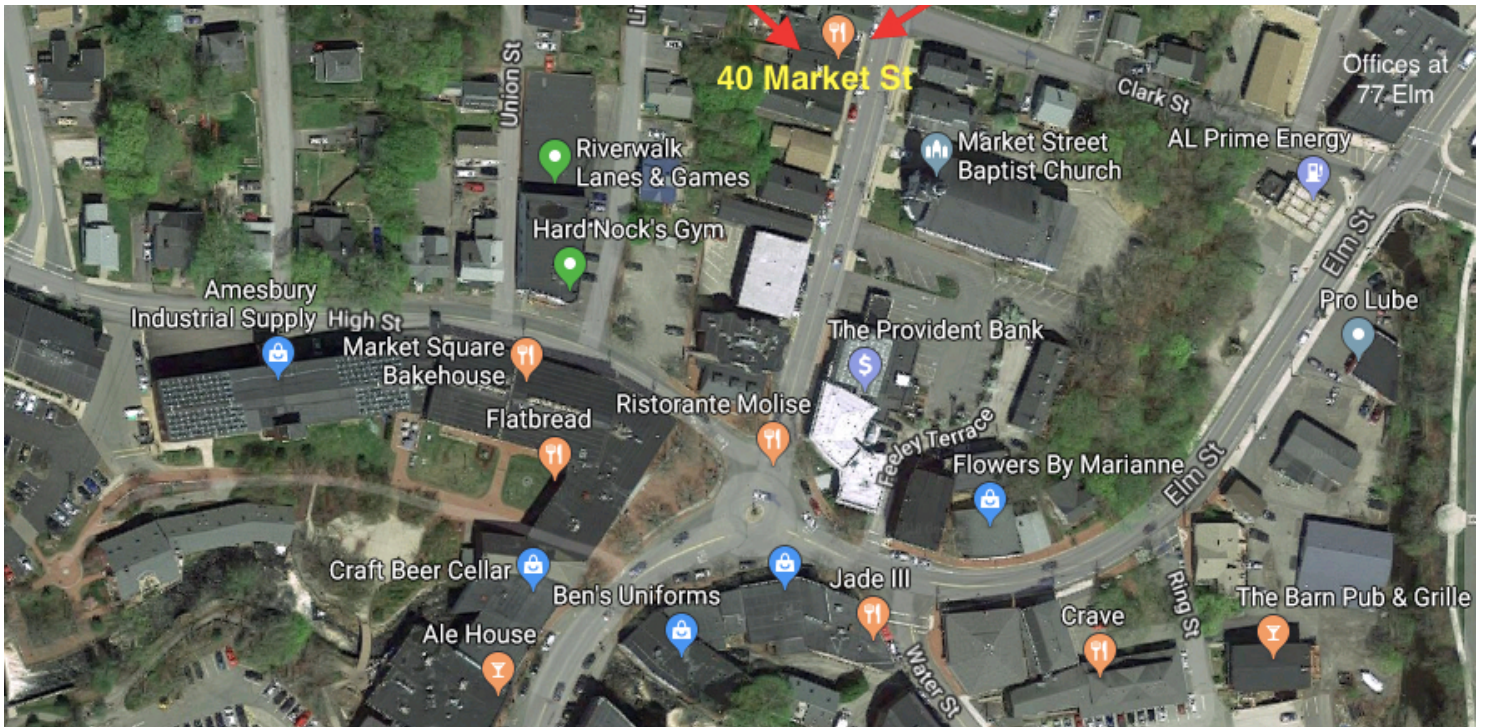 Union St
Li
40 Market St
Clark St
Offices at
77 Elm
AL Prime Energy
Riverwalk
Lanes & Games
Market Street
Baptist Church
Hard Nock's Gym
Elm St
Amesbury
Industrial Supply
High St
Pro Lube
Market Square
Bakehouse
The Provident Bank
$
Flatbread
Ristorante Molise
Feeley Terrace
Flowers By Marianne
Elm St
Craft Beer Cellar
Ben's Uniforms
Jade III
Ring St
The Barn Pub & Grille
Crave
Ale House
Water St